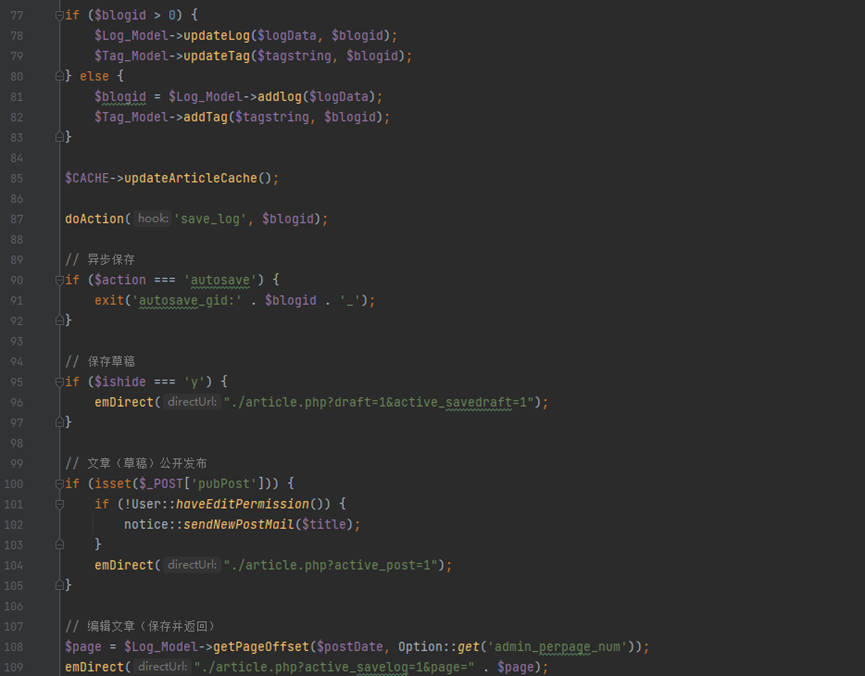 77 if ($blogid > 0) {
78 $Log_Model->updateLog($logData, $blogid);
79 $Tag_Model->updateTag($tagstring, $blogid);
80 } else {
81 $blogid = $Log_Model->addlog($logData);
82 $Tag_Model->addTag($tagstring, $blogid);
83 }
84
85 $CACHE->updateArticleCache();
86
87 doAction( hook: 'save_log', $blogid);
88
89 // 异步保存
90 if ($action === 'autosave') {
91 exit('autosave_gid:' . $blogid . '_');
92 }
93
94 // 保存草稿
95 if ($ishide === 'y') {
96 emDirect( directUrl: "./article.php?draft=1&active_savedraft=1");
97 }
98
99 // 文章（草稿）公开发布
100 if (isset($_POST['pubPost'])) {
101 if (!User::haveEditPermission()) {
102 notice::sendNewPostMail($title);
103 }
104 emDirect( directUrl: "./article.php?active_post=1");
105 }
106
107 // 编辑文章（保存并返回）
108 $page = $Log_Model->getPageOffset($postDate, Option::get('admin_perpage_num'));
109 emDirect( directUrl: "./article.php?active_savelog=1&page=" . $page);